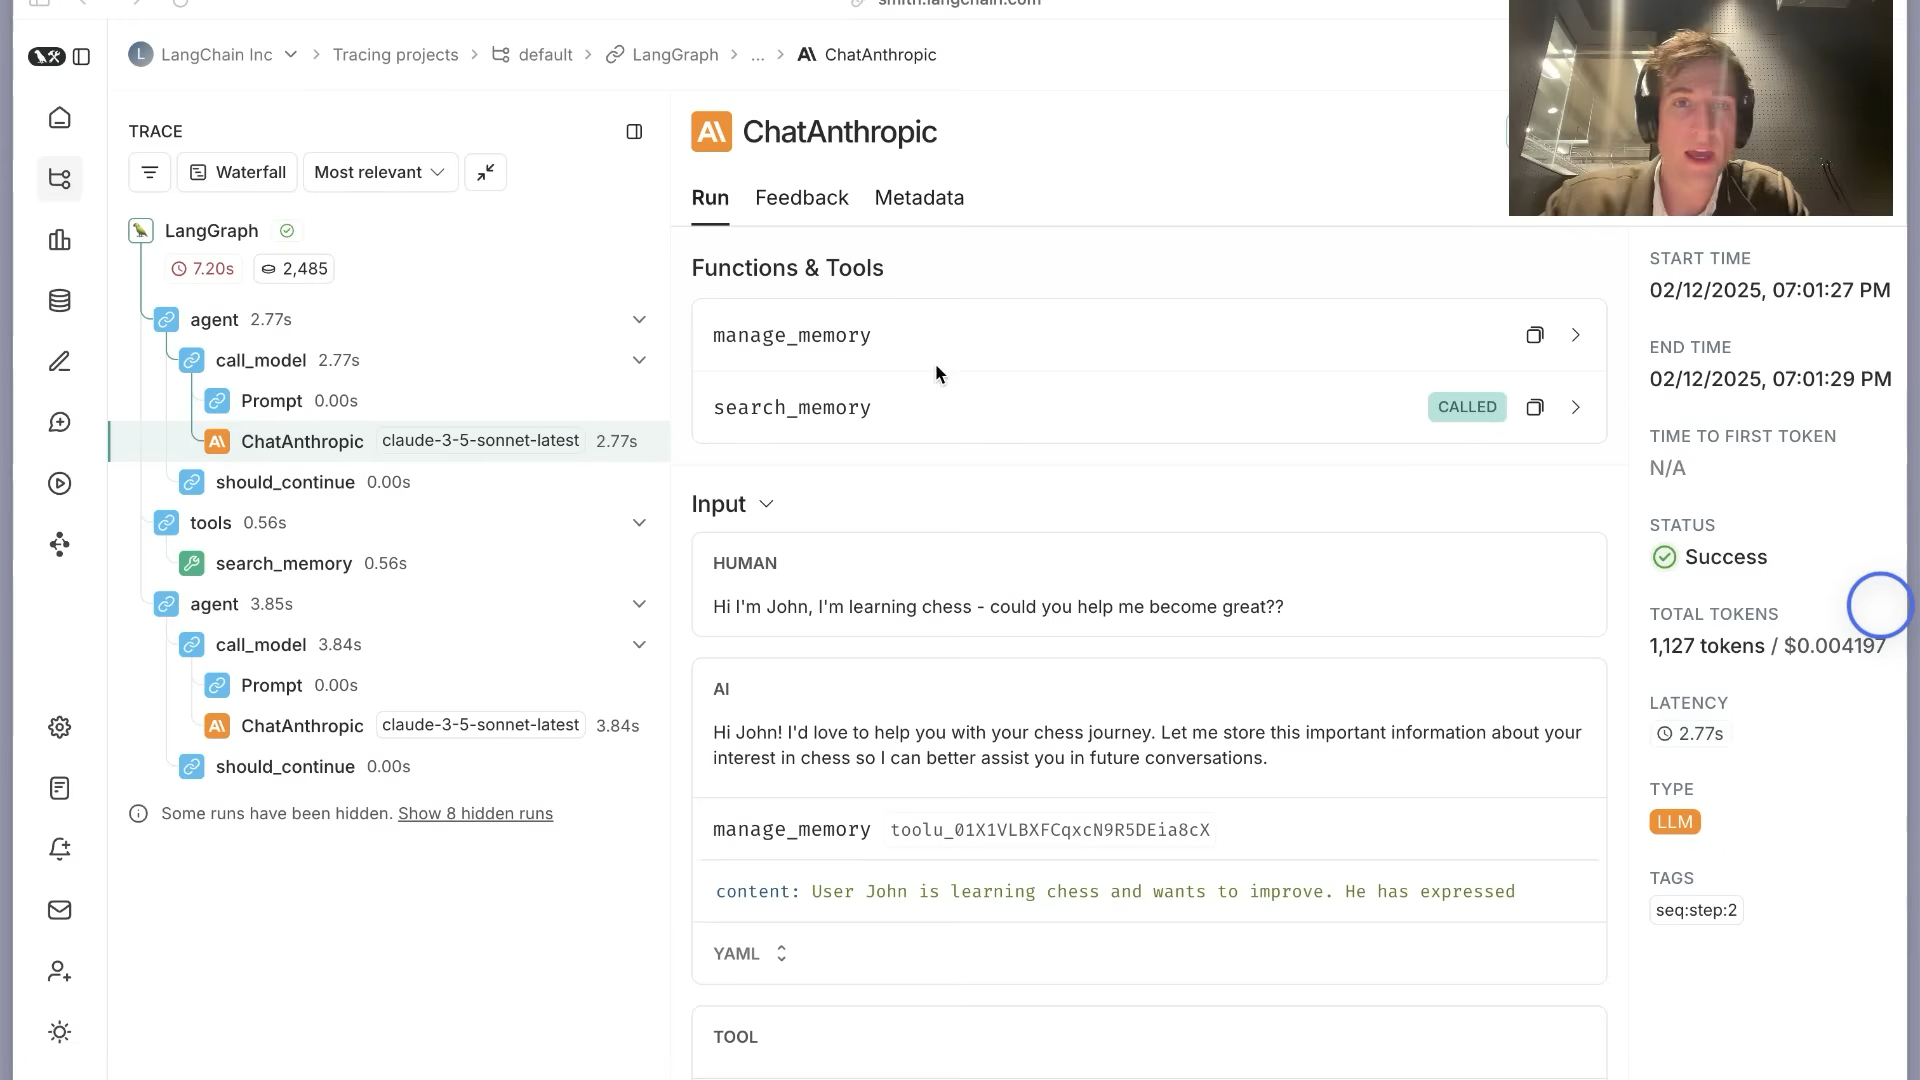 smith.langchain.com
L LangChain Inc > Tracing projects > default > LangGraph > ... > ChatAnthropic
TRACE
Waterfall
Most relevant
LangGraph
7.20s
2,485
agent 2.77s
call_model 2.77s
Prompt 0.00s
ChatAnthropic claude-3-5-sonnet-latest 2.77s
should_continue 0.00s
tools 0.56s
search_memory 0.56s
agent 3.85s
call_model 3.84s
Prompt 0.00s
ChatAnthropic claude-3-5-sonnet-latest 3.84s
should_continue 0.00s
Some runs have been hidden. Show 8 hidden runs
ChatAnthropic
Run Feedback Metadata
Functions & Tools
manage_memory
search_memory CALLED
Input
HUMAN
Hi I'm John, I'm learning chess - could you help me become great??
AI
Hi John! I'd love to help you with your chess journey. Let me store this important information about your
interest in chess so I can better assist you in future conversations.
manage_memory toolu_01X1VLBXFCqxcN9R5DEia8cX
content: User John is learning chess and wants to improve. He has expressed
YAML
TOOL
START TIME
02/12/2025, 07:01:27 PM
END TIME
02/12/2025, 07:01:29 PM
TIME TO FIRST TOKEN
N/A
STATUS
Success
TOTAL TOKENS
1,127 tokens / $0.004197
LATENCY
2.77s
TYPE
LLM
TAGS
seq:step:2